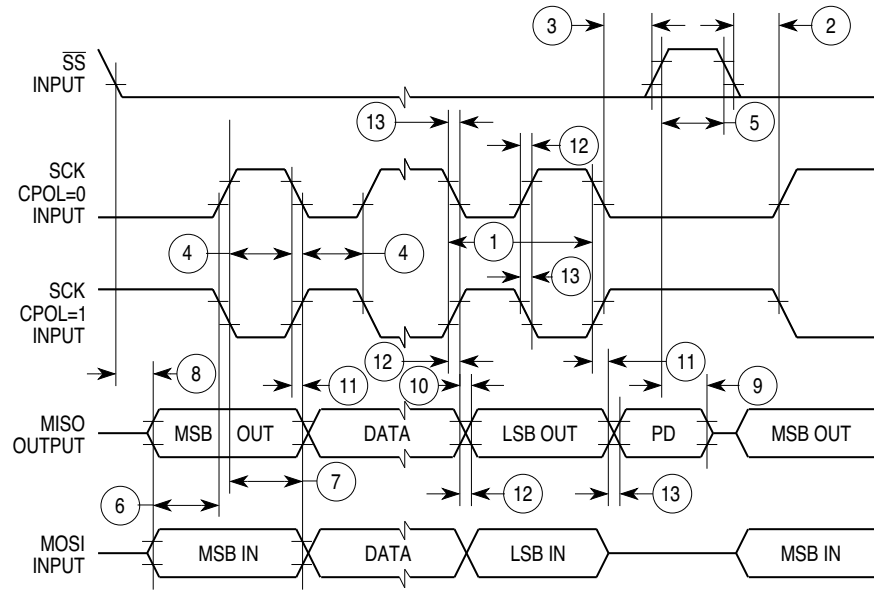 SS
INPUT
3
2
13
12
5
SCK
CPOL=0
INPUT
4
4
1
13
SCK
CPOL=1
INPUT
8
11
12
10
11
9
MISO
OUTPUT
MSB OUT
DATA
LSB OUT
PD
MSB OUT
6
7
12
13
MOSI
INPUT
MSB IN
DATA
LSB IN
MSB IN